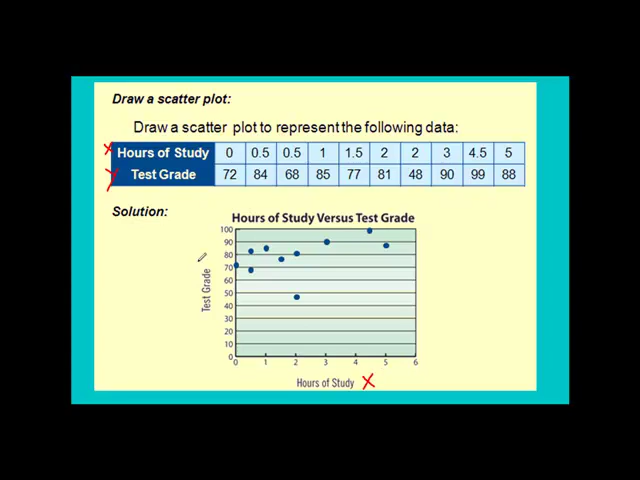 Draw a scatter plot:
Draw a scatter plot to represent the following data:
x Hours of Study 0 0.5 0.5 1 1.5 2 2 3 4.5 5
y Test Grade 72 84 68 85 77 81 48 90 99 88
Solution:
Hours of Study Versus Test Grade
100
90
80
70
60
50
40
30
20
10
0
Test Grade
0 1 2 3 4 5 6
Hours of Study x